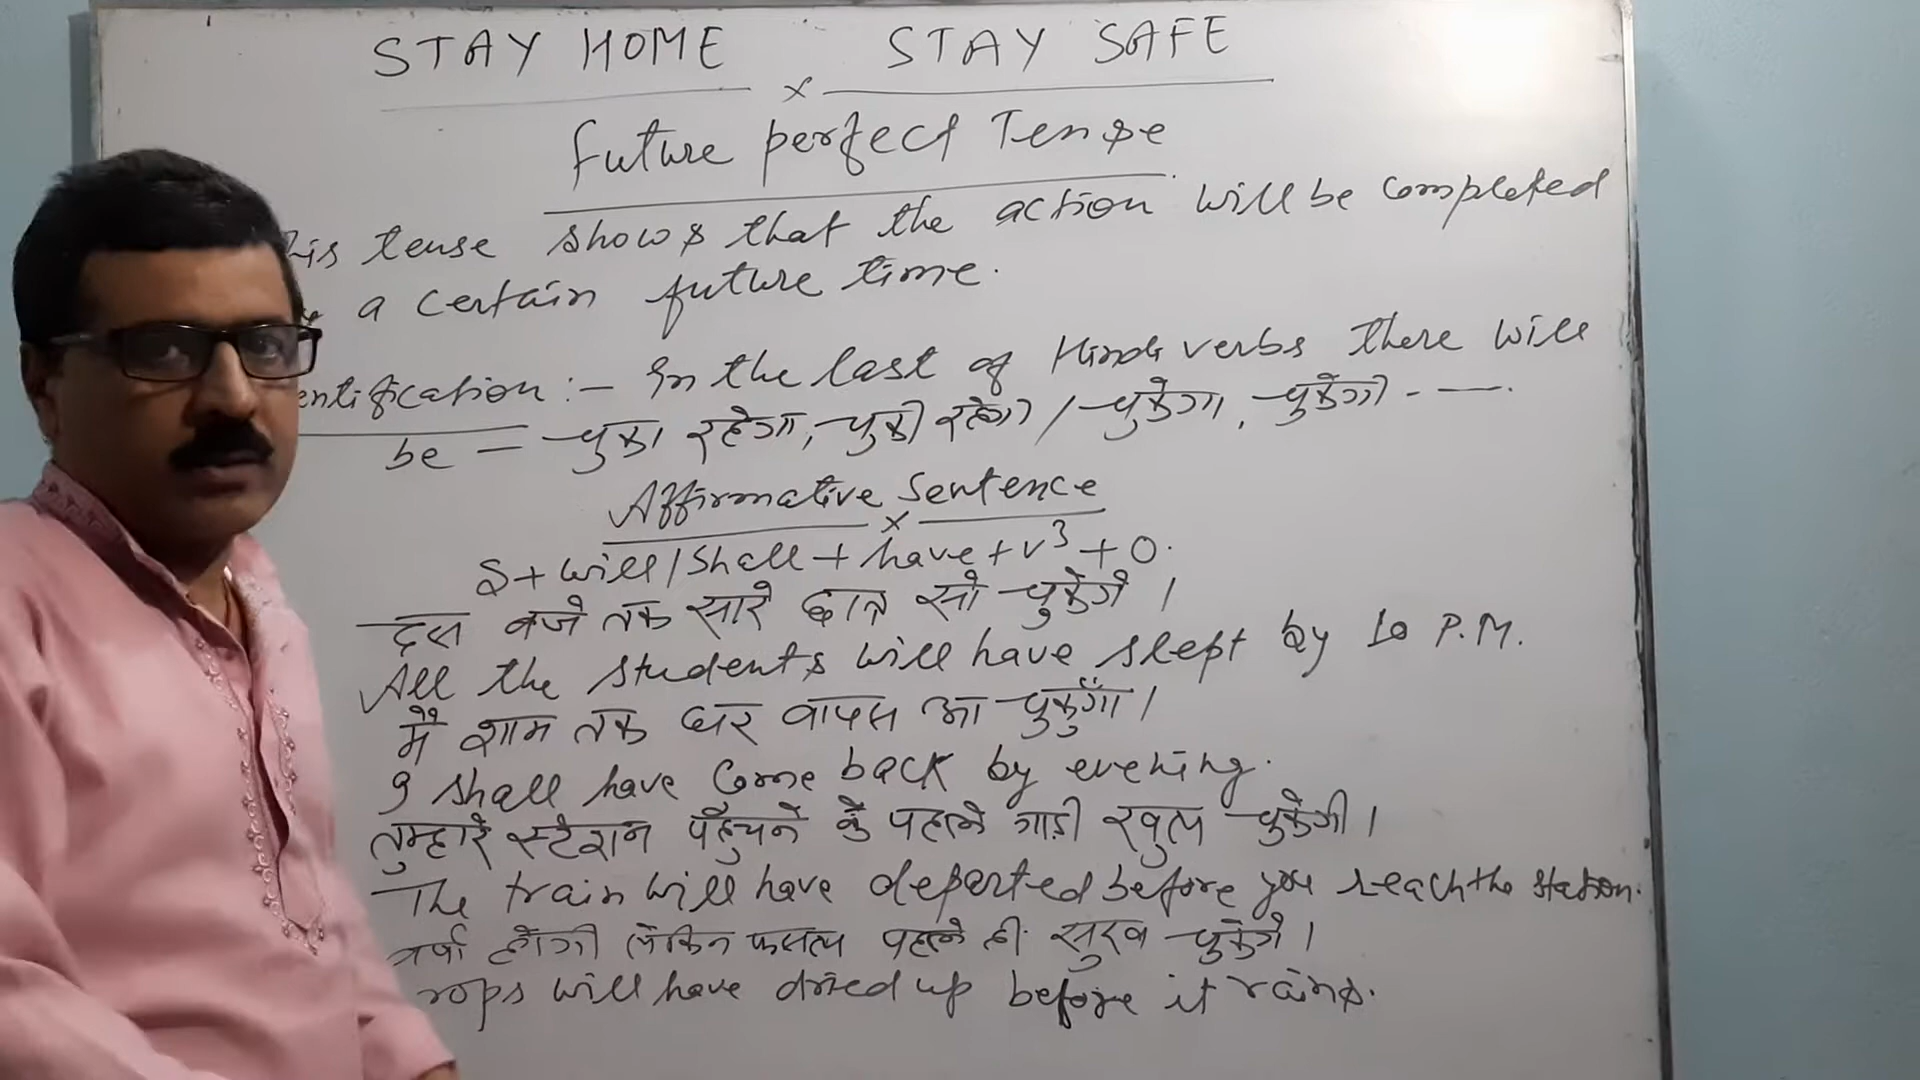 STAY HOME × STAY SAFE
Future perfect Tense
his tense shows that the action will be completed
a certain future time.
entification :- In the last of Hindi verbs there will
be = चुका रहेगा, चुकी रहेगी / चुकेगा, चुकेगी - —.
Affirmative × Sentence
S + will / Shall + have + v³ + O.
दस बजे तक सारे छात्र सो चुकेंगे ।
All the students will have slept by 10 P.M.
मैं शाम तक घर वापस आ चुकुँगा ।
I shall have come back by evening.
तुम्हारे स्टेशन पहुँचने के पहले गाड़ी खुल चुकेगी ।
The train will have departed before you reach the station.
वर्षा होगी लेकिन फसल पहले ही सुख चुकेंगे ।
rops will have dried up before it rains.